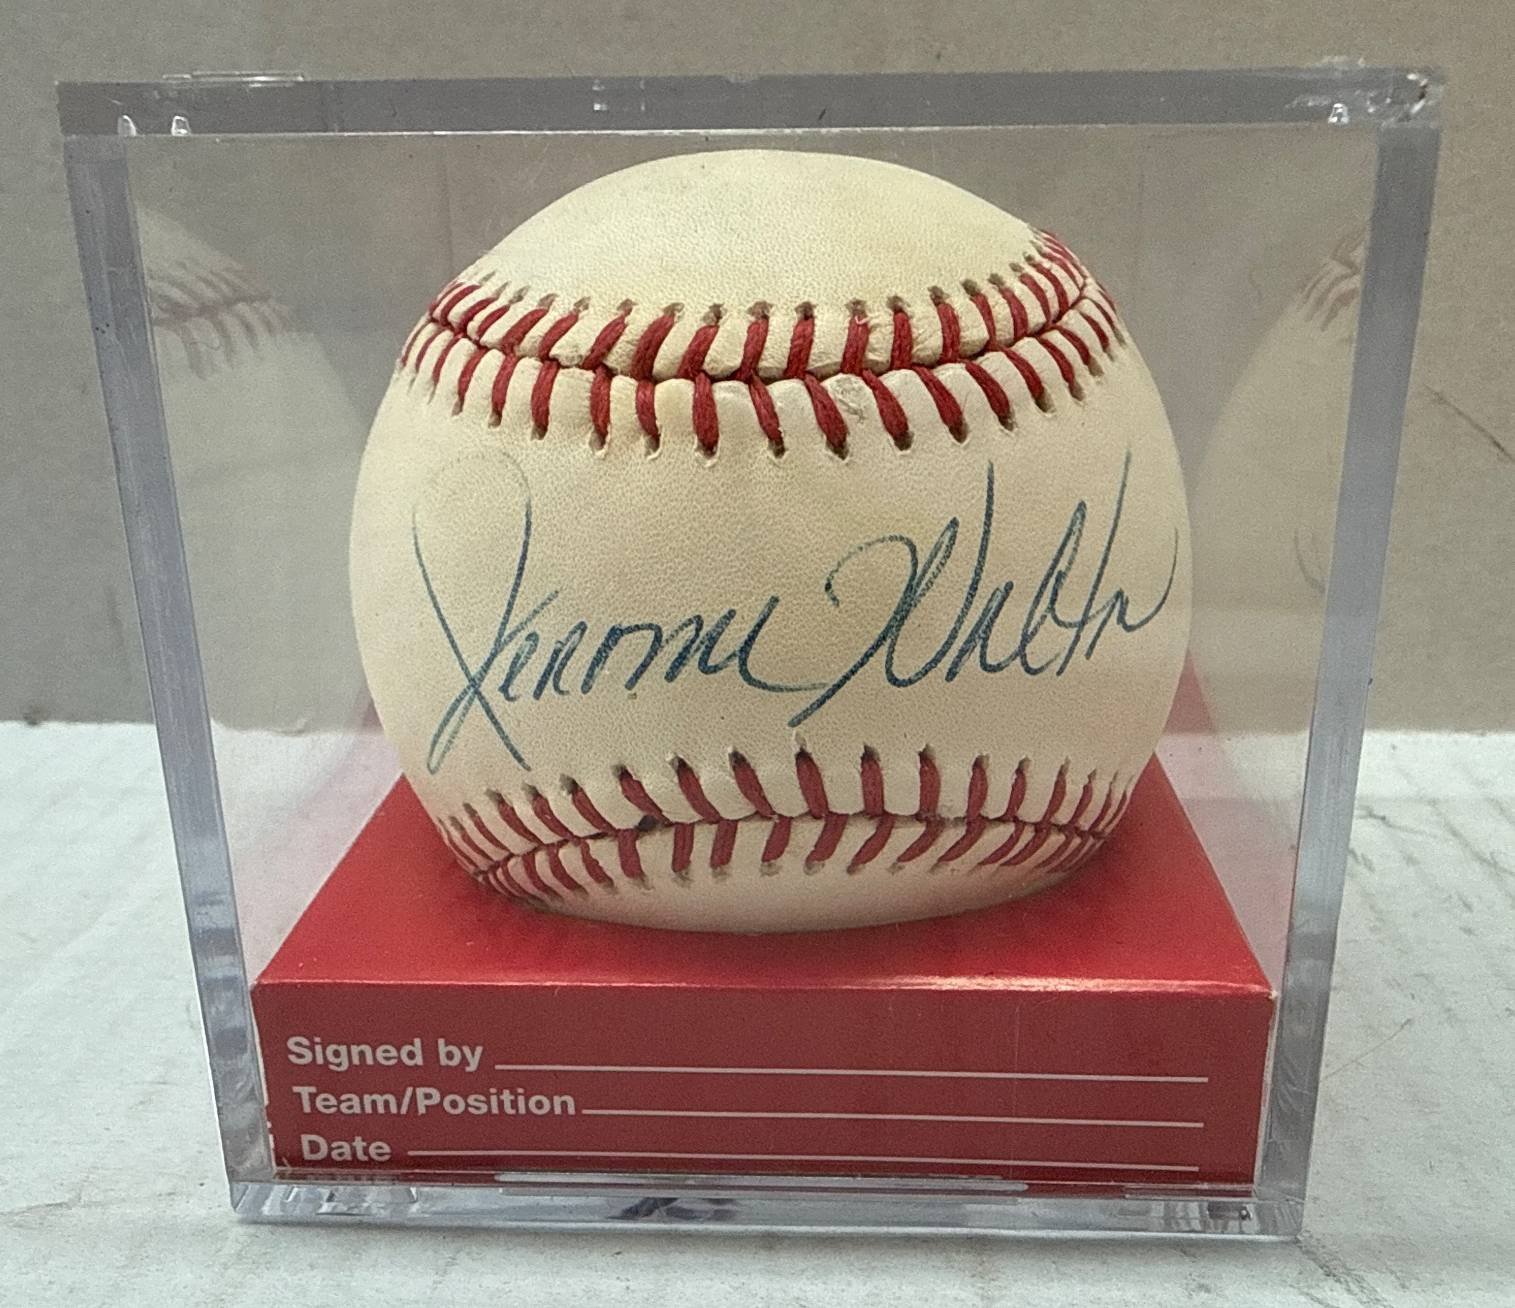 Jerome Walton
Signed by
Team/Position
Date